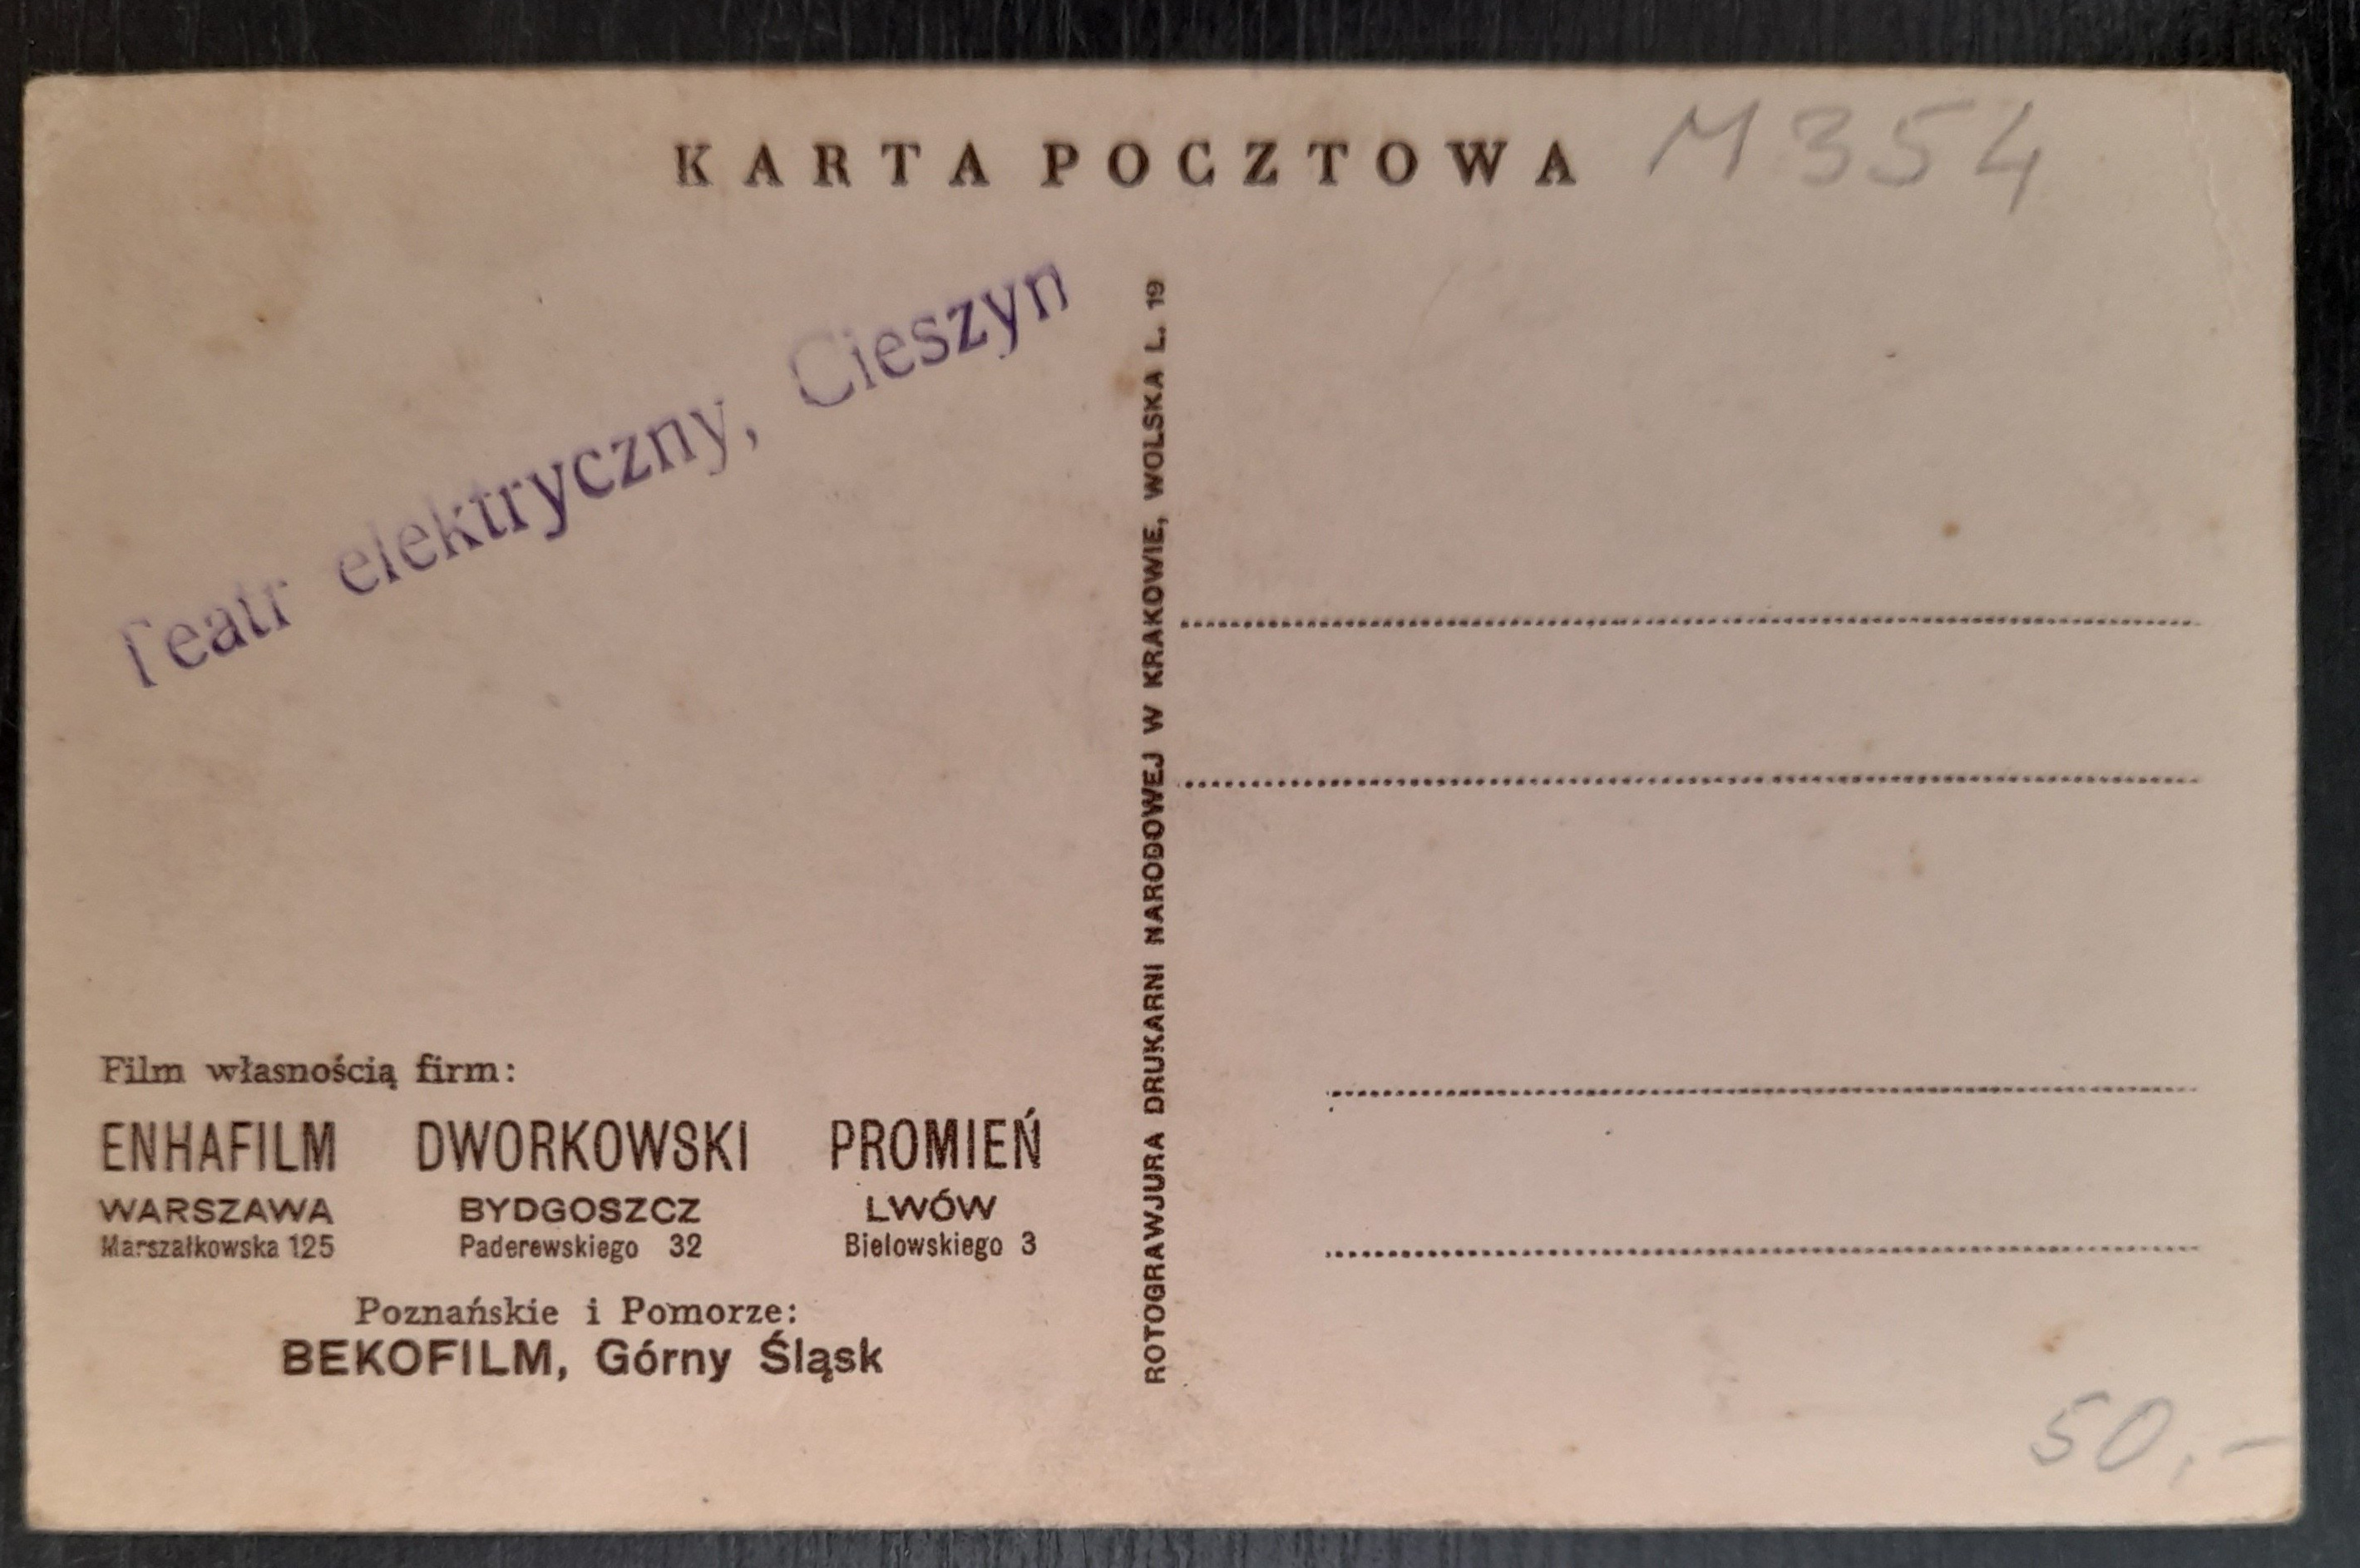 KARTA POCZTOWA
M 354
Teatr elektryczny, Cieszyn
ROTOGRAWJURA DRUKARNI NARODOWEJ W KRAKOWIE, WOLSKA L. 19
Film własnością firm:
ENHAFILM DWORKOWSKI PROMIEŃ
WARSZAWA BYDGOSZCZ LWÓW
Marszałkowska 125 Paderewskiego 32 Bielowskiego 3
Poznańskie i Pomorze:
BEKOFILM, Górny Śląsk
50,-